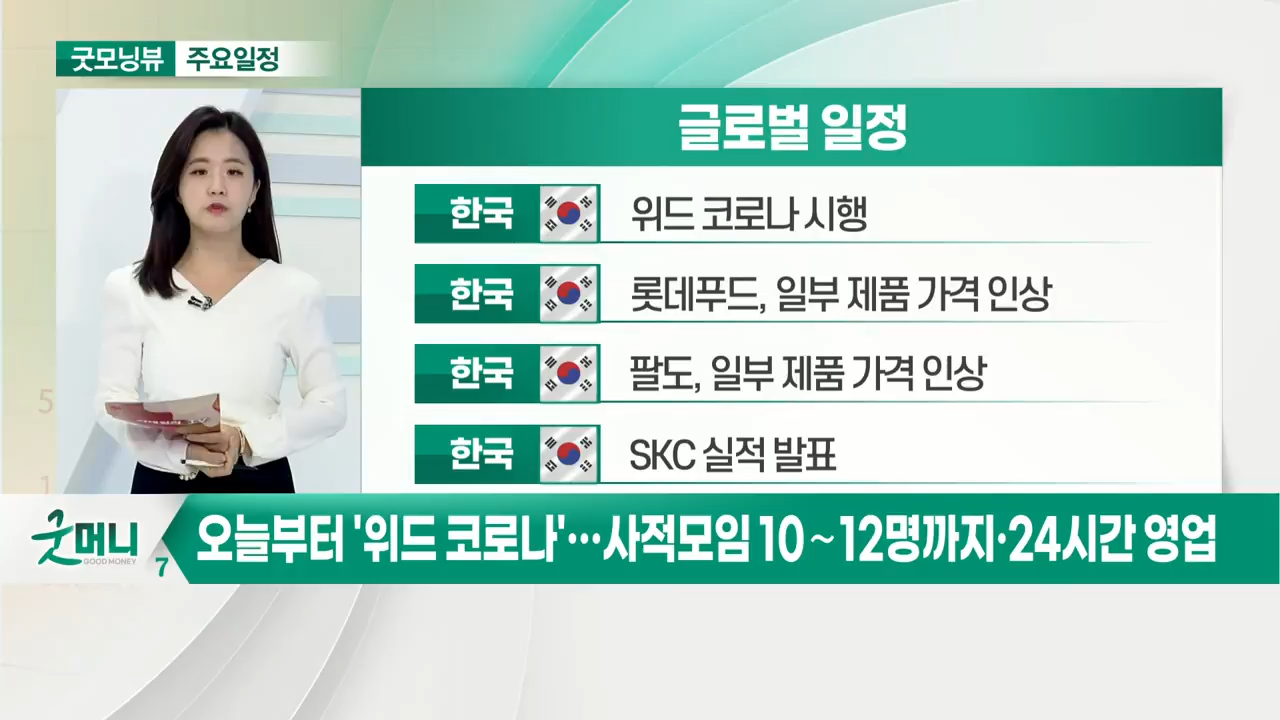 굿모닝뷰 주요일정
글로벌 일정
한국 위드 코로나 시행
한국 롯데푸드, 일부 제품 가격 인상
한국 팔도, 일부 제품 가격 인상
한국 SKC 실적 발표
굿머니
GOOD MONEY
7
오늘부터 '위드 코로나'…사적모임 10~12명까지·24시간 영업
5
1